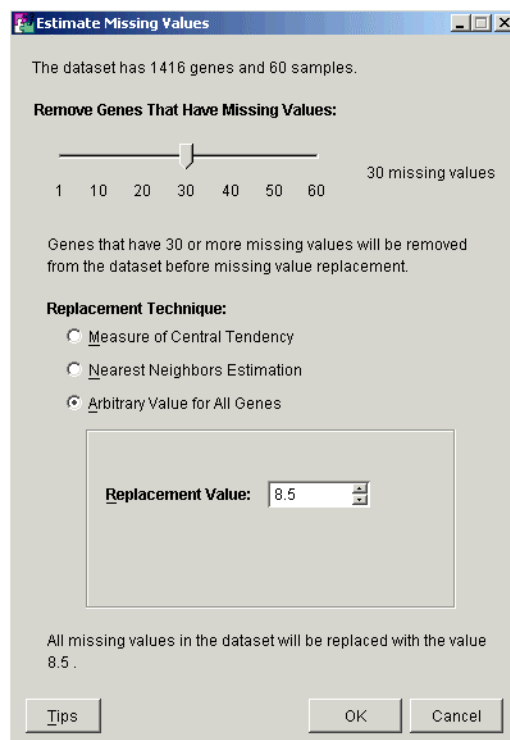 Estimate Missing Values
The dataset has 1416 genes and 60 samples.
Remove Genes That Have Missing Values:
30 missing values
1 10 20 30 40 50 60
Genes that have 30 or more missing values will be removed
from the dataset before missing value replacement.
Replacement Technique:
Measure of Central Tendency
Nearest Neighbors Estimation
Arbitrary Value for All Genes
Replacement Value: 8.5
All missing values in the dataset will be replaced with the value
8.5 .
Tips OK Cancel